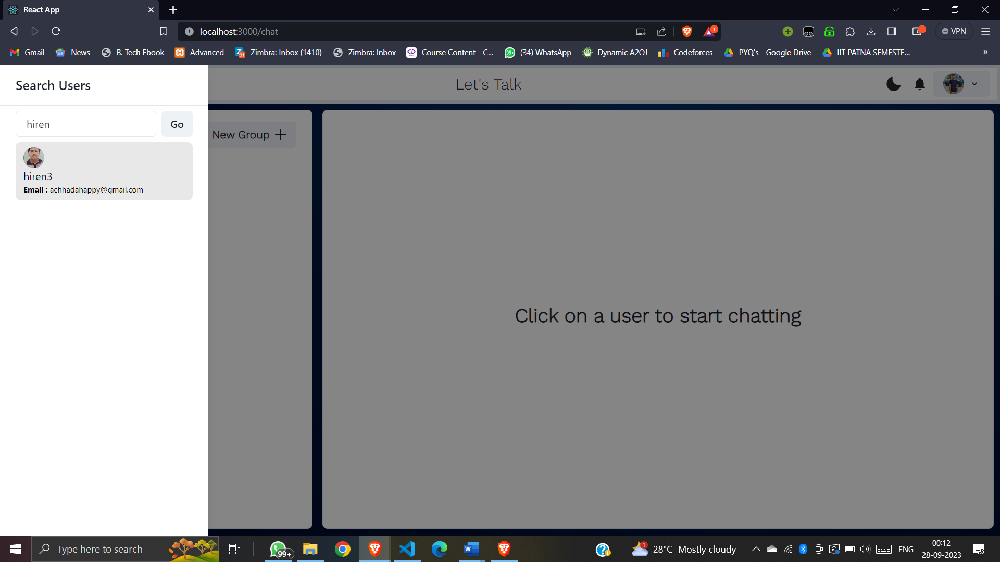 React App
localhost:3000/chat
1
VPN
Gmail
News
B. Tech Ebook
Advanced
Zimbra: Inbox (1410)
Zimbra: Inbox
Course Content - C...
99+
(34) WhatsApp
Dynamic A2OJ
Codeforces
PYQ's - Google Drive
IIT PATNA SEMESTE...
»
Search Users
Let's Talk
hiren
Go
New Group
hiren3
Email : achhadahappy@gmail.com
Click on a user to start chatting
Type here to search
99+
1
28°C Mostly cloudy
ENG
00:12
28-09-2023